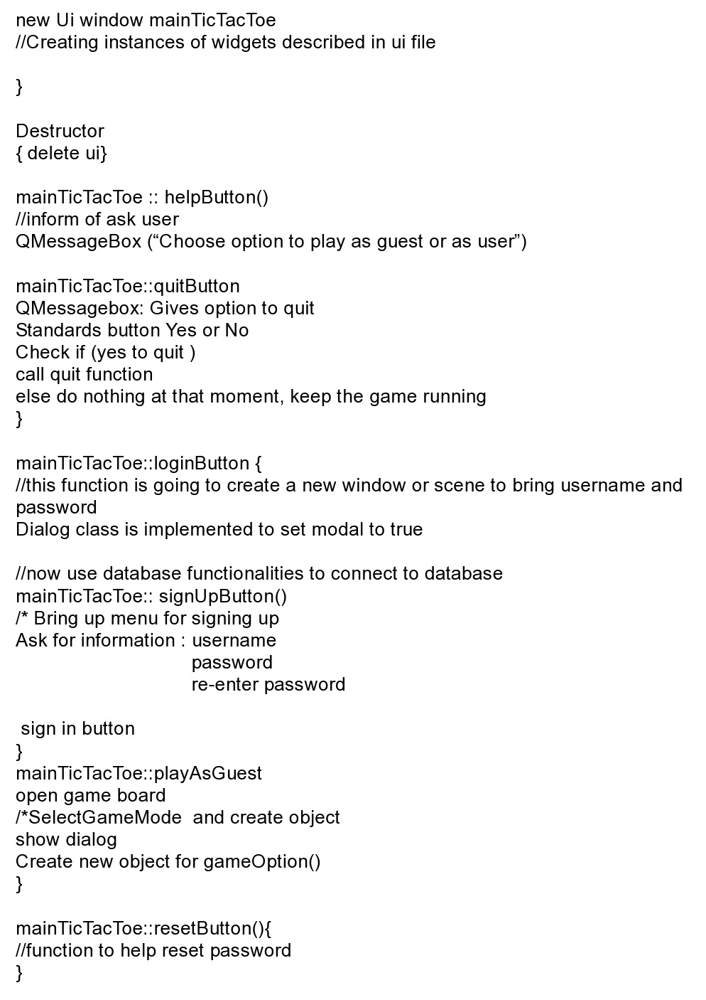 new Ui window mainTicTacToe
//Creating instances of widgets described in ui file
}
Destructor
{ delete ui}
mainTicTacToe :: helpButton()
//inform of ask user
QMessageBox (“Choose option to play as guest or as user”)
mainTicTacToe::quitButton
QMessagebox: Gives option to quit
Standards button Yes or No
Check if (yes to quit )
call quit function
else do nothing at that moment, keep the game running
}
mainTicTacToe::loginButton {
//this function is going to create a new window or scene to bring username and
password
Dialog class is implemented to set modal to true
//now use database functionalities to connect to database
mainTicTacToe:: signUpButton()
/* Bring up menu for signing up
Ask for information : username
password
re-enter password
sign in button
}
mainTicTacToe::playAsGuest
open game board
/*SelectGameMode  and create object
show dialog
Create new object for gameOption()
}
mainTicTacToe::resetButton(){
//function to help reset password
}